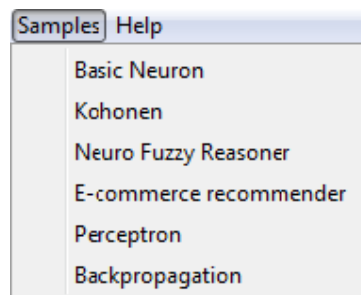 Samples Help
Basic Neuron
Kohonen
Neuro Fuzzy Reasoner
E-commerce recommender
Perceptron
Backpropagation